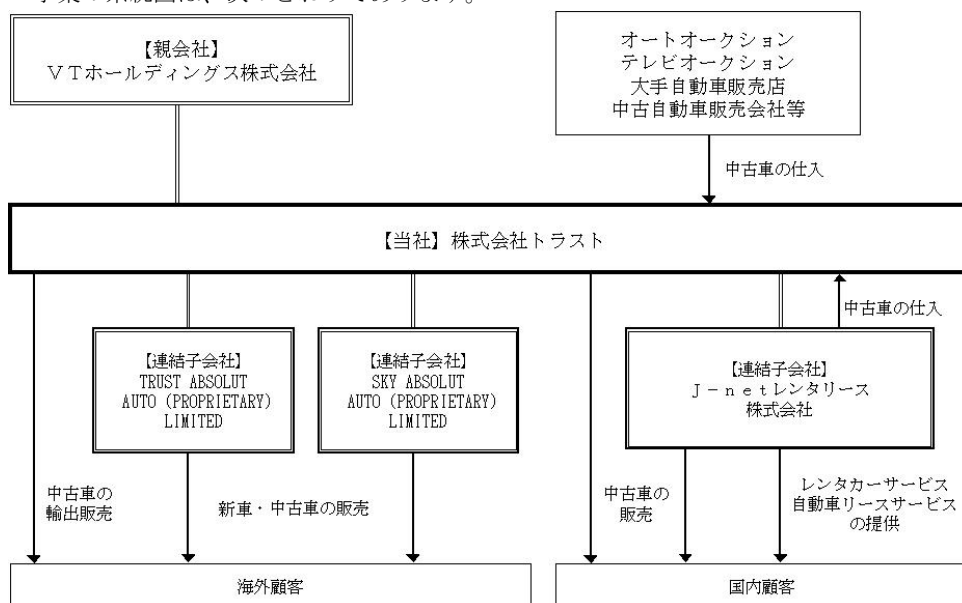 事業の系統図は、次のとおりであります。
【親会社】
VTホールディングス株式会社
オートオークション
テレビオークション
大手自動車販売店
中古自動車販売会社等
中古車の仕入
【当社】株式会社トラスト
中古車の仕入
【連結子会社】
TRUST ABSOLUT
AUTO (PROPRIETARY)
LIMITED
【連結子会社】
SKY ABSOLUT
AUTO (PROPRIETARY)
LIMITED
【連結子会社】
J-netレンタリース
株式会社
中古車の
輸出販売
新車・中古車の販売
中古車の
販売
レンタカーサービス
自動車リースサービス
の提供
海外顧客
国内顧客